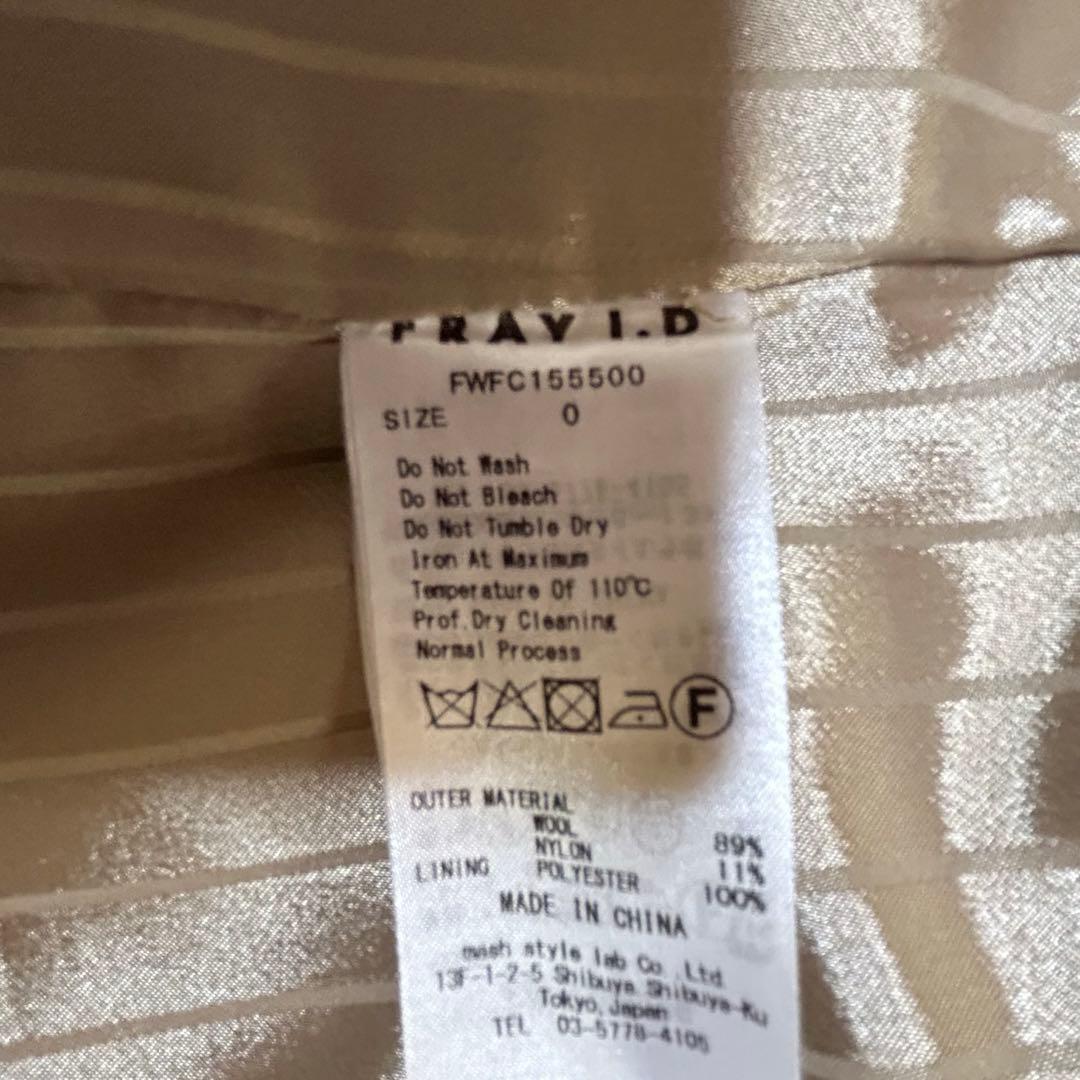 FRAY I.D
FWFC155500
SIZE 0
Do Not Wash
Do Not Bleach
Do Not Tumble Dry
Iron At Maximum
Temperature Of 110℃
Prof.Dry Cleaning
Normal Process
F
OUTER MATERIAL
WOOL 89%
NYLON 11%
LINING POLYESTER 100%
MADE IN CHINA
mash style lab Co.,Ltd.
13F-1-2-5 Shibuya Shibuya-Ku
Tokyo,Japan
TEL 03-5778-4105